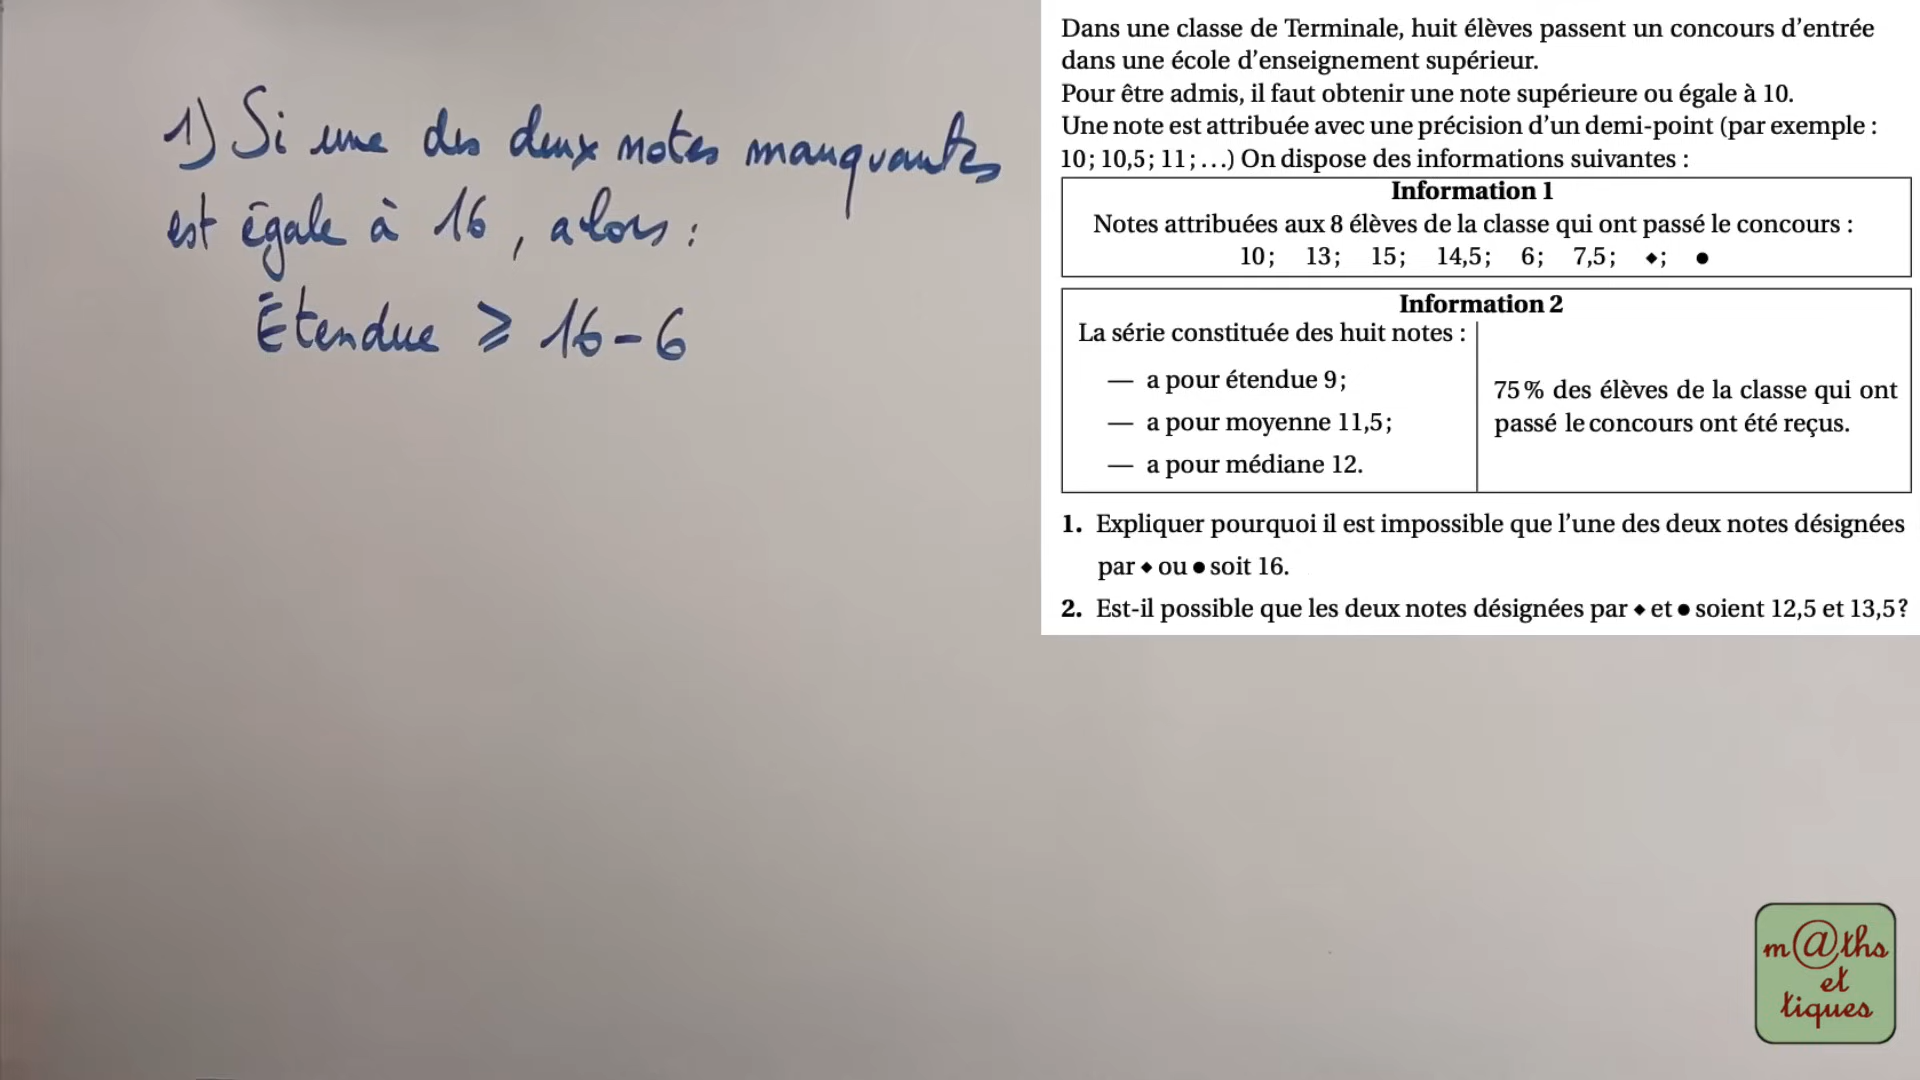 1) Si une des deux notes manquantes
est égale à 16, alors :
Étendue ⩾ 16 - 6
Dans une classe de Terminale, huit élèves passent un concours d'entrée
dans une école d'enseignement supérieur.
Pour être admis, il faut obtenir une note supérieure ou égale à 10.
Une note est attribuée avec une précision d'un demi-point (par exemple :
10; 10,5; 11; ...) On dispose des informations suivantes :
Information 1
Notes attribuées aux 8 élèves de la classe qui ont passé le concours :
10; 13; 15; 14,5; 6; 7,5; ◆; ●
Information 2
La série constituée des huit notes :
— a pour étendue 9;
— a pour moyenne 11,5;
— a pour médiane 12.
75% des élèves de la classe qui ont
passé le concours ont été reçus.
1. Expliquer pourquoi il est impossible que l'une des deux notes désignées
par ◆ ou ● soit 16.
2. Est-il possible que les deux notes désignées par ◆ et ● soient 12,5 et 13,5?
m@ths
et
tiques